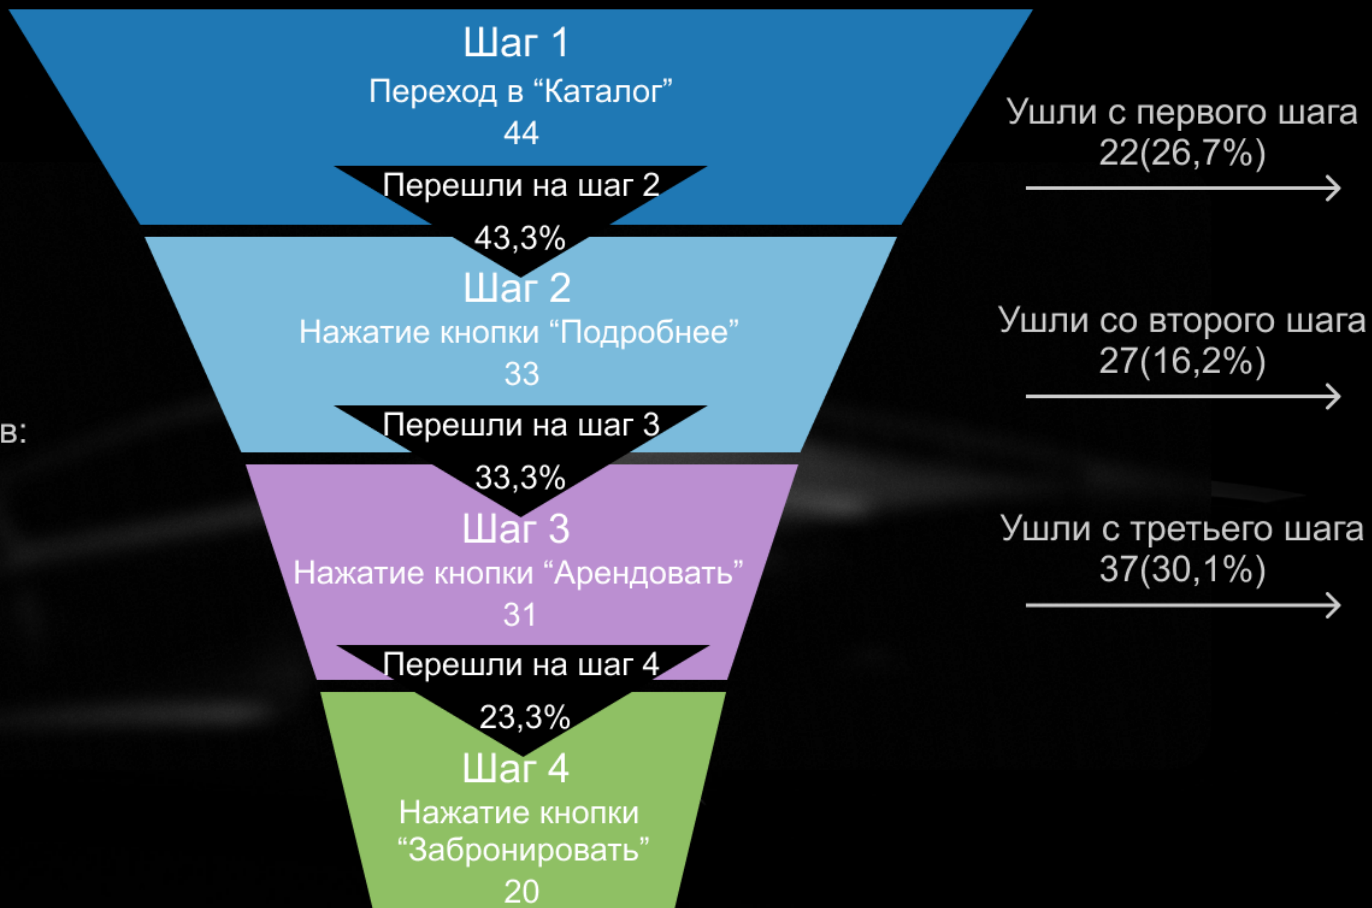 Шаг 1
Переход в “Каталог”
44
Перешли на шаг 2
43,3%
Ушли с первого шага
22(26,7%)
Шаг 2
Нажатие кнопки “Подробнее”
33
Перешли на шаг 3
33,3%
Ушли со второго шага
27(16,2%)
в:
Шаг 3
Нажатие кнопки “Арендовать”
31
Перешли на шаг 4
23,3%
Ушли с третьего шага
37(30,1%)
Шаг 4
Нажатие кнопки
“Забронировать”
20